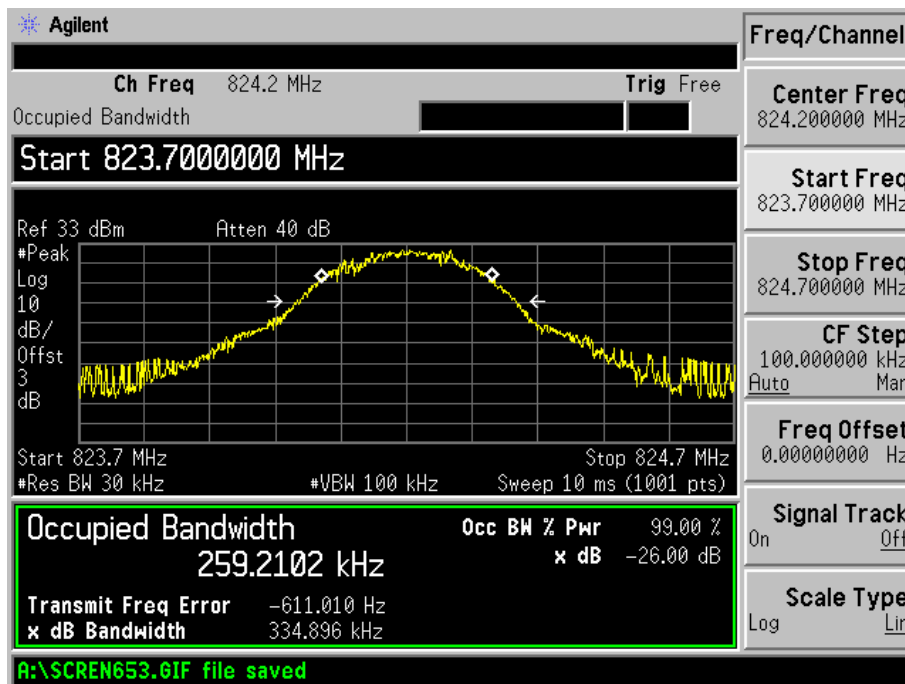 Agilent
Ch Freq 824.2 MHz Trig Free
Occupied Bandwidth
Start 823.7000000 MHz
Ref 33 dBm Atten 40 dB
#Peak
Log
10
dB/
Offst
3
dB
Start 823.7 MHz Stop 824.7 MHz
#Res BW 30 kHz #VBW 100 kHz Sweep 10 ms (1001 pts)
Occupied Bandwidth
259.2102 kHz
Occ BW % Pwr 99.00 %
x dB -26.00 dB
Transmit Freq Error -611.010 Hz
x dB Bandwidth 334.896 kHz
A:\SCREN653.GIF file saved
Freq/Channel
Center Freq
824.200000 MHz
Start Freq
823.700000 MHz
Stop Freq
824.700000 MHz
CF Step
100.000000 kHz
Auto Man
Freq Offset
0.00000000 Hz
Signal Track
On Off
Scale Type
Log Lin